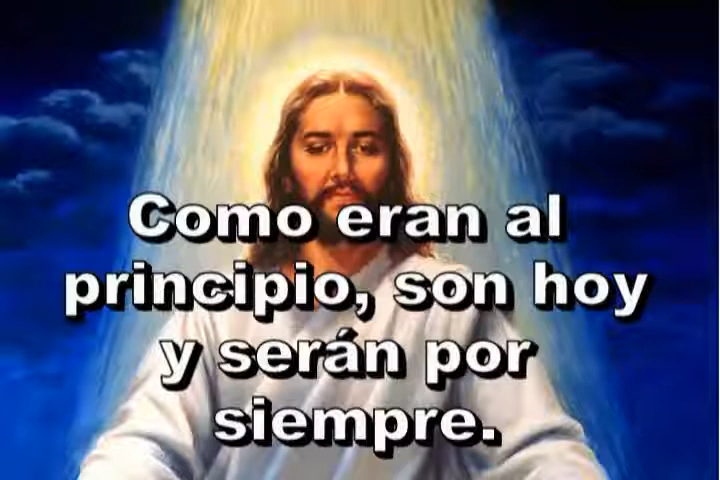 Como eran al
principio, son hoy
y serán por
siempre.